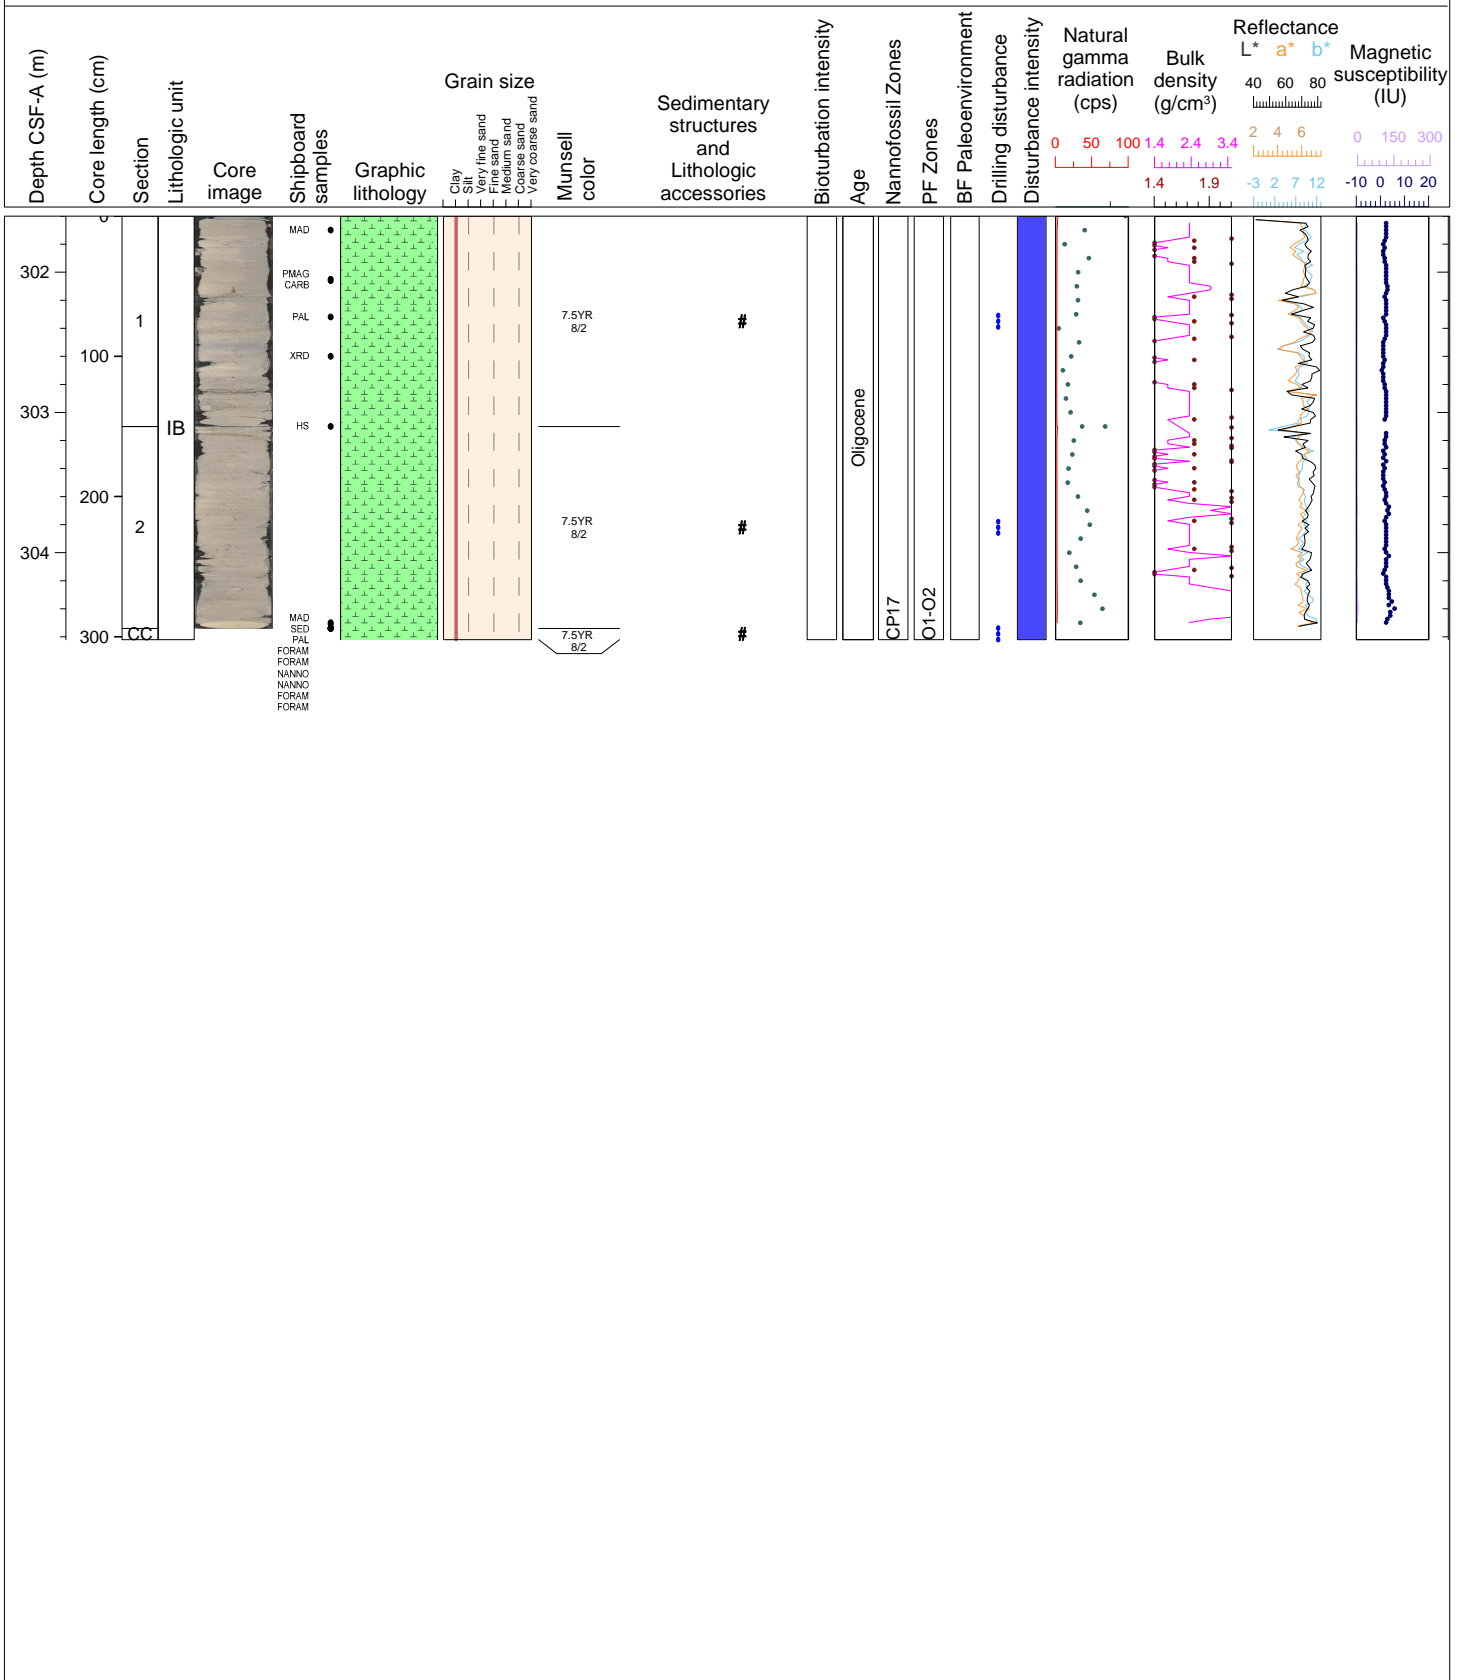 Depth CSF-A (m)
Core length (cm)
Section
Lithologic unit
Core
image
Shipboard
samples
Graphic
lithology
Grain size
Clay
Silt
Very fine sand
Fine sand
Medium sand
Coarse sand
Very coarse sand
Munsell
color
Sedimentary
structures
and
Lithologic
accessories
Bioturbation intensity
Age
Nannofossil Zones
PF Zones
BF Paleoenvironment
Drilling disturbance
Disturbance intensity
Natural
gamma
radiation
(cps)
0 50 100
Bulk
density
(g/cm³)
1.4 2.4 3.4
1.4 1.9
Reflectance
L* a* b*
40 60 80
2 4 6
-3 2 7 12
Magnetic
susceptibility
(IU)
0 150 300
-10 0 10 20
302
303
304
0
100
200
300
1
2
CC
IB
MAD
PMAG
CARB
PAL
XRD
HS
MAD
SED
PAL
FORAM
FORAM
NANNO
NANNO
FORAM
FORAM
7.5YR
8/2
7.5YR
8/2
7.5YR
8/2
#
#
#
Oligocene
CP17
O1-O2